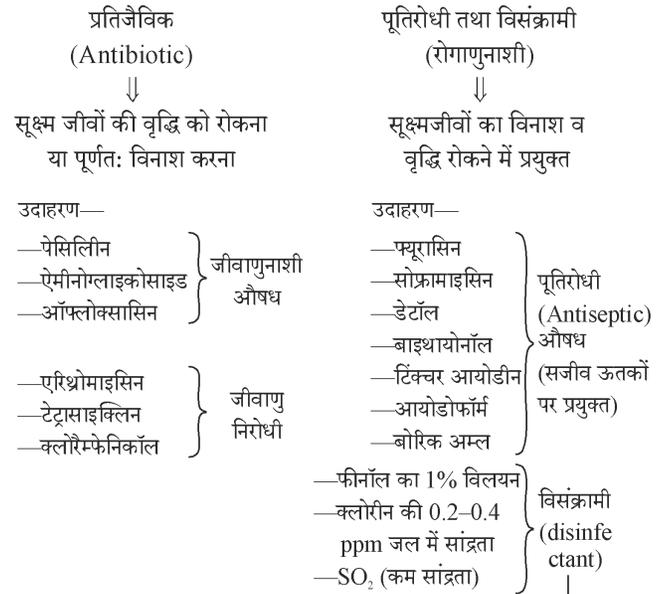 प्रतिजैविक
(Antibiotic)
⇓
सूक्ष्म जीवों की वृद्धि को रोकना
या पूर्णत: विनाश करना
उदाहरण—
—पेसिलिीन
—ऐमीनोग्लाइकोसाइड
—ऑफ्लोक्सासिन
जीवाणुनाशी
औषध
—एरिथ्रोमाइसिन
—टेट्रासाइक्लिन
—क्लोरैम्फेनिकॉल
जीवाणु
निरोधी
पूतिरोधी तथा विसंक्रामी
(रोगाणुनाशी)
⇓
सूक्ष्मजीवों का विनाश व
वृद्धि रोकने में प्रयुक्त
उदाहरण—
—फ्यूरासिन
—सोफ्रामाइसिन
—डेटॉल
—बाइथायोनॉल
—टिंक्चर आयोडीन
—आयोडोफॉर्म
—बोरिक अम्ल
पूतिरोधी
(Antiseptic)
औषध
(सजीव ऊतकों
पर प्रयुक्त)
—फीनॉल का 1% विलयन
—क्लोरीन की 0.2–0.4
ppm जल में सांद्रता
—SO₂ (कम सांद्रता)
विसंक्रामी
(disinfe
ctant)